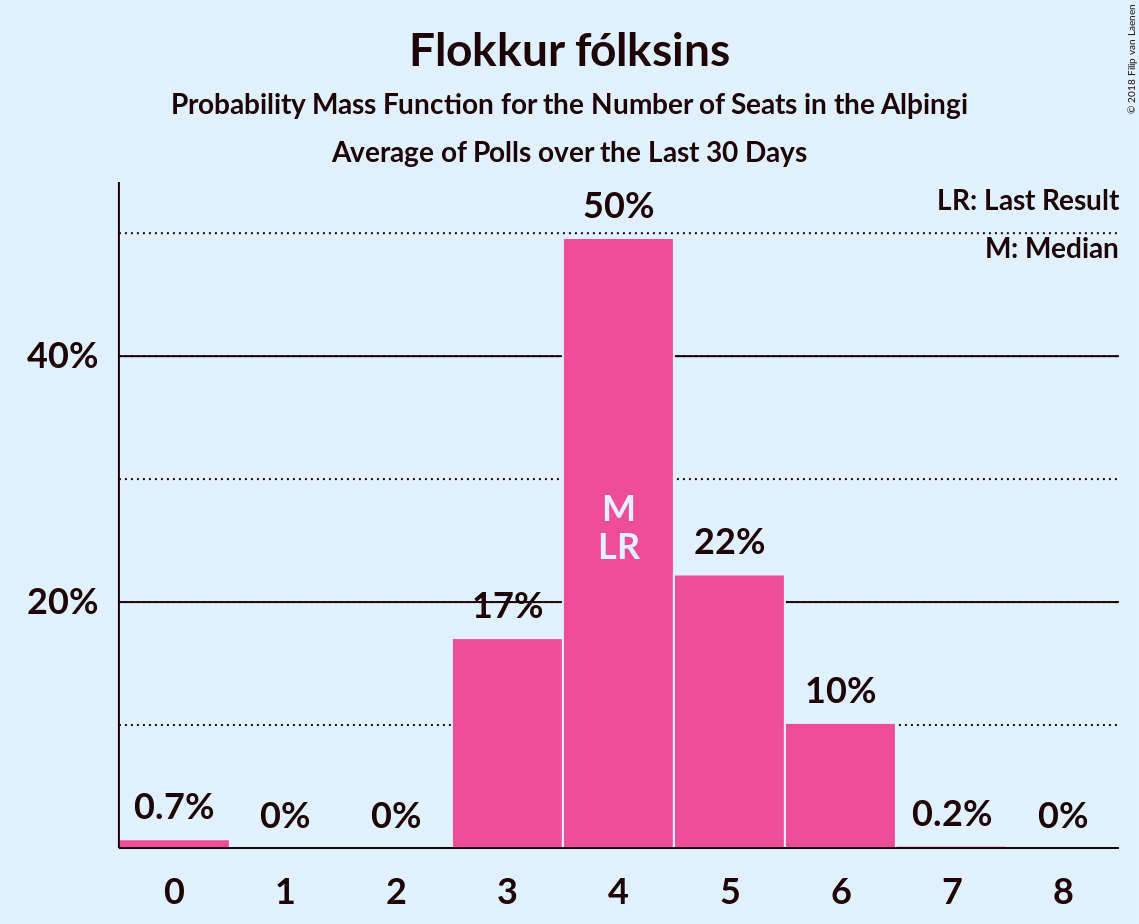 Flokkur fólksins
Probability Mass Function for the Number of Seats in the Alþingi
Average of Polls over the Last 30 Days
© 2018 Filip van Laenen
LR: Last Result
M: Median
50%
40%
M
LR
22%
20%
17%
10%
0.7%
0%
0%
0.2%
0%
0 1 2 3 4 5 6 7 8